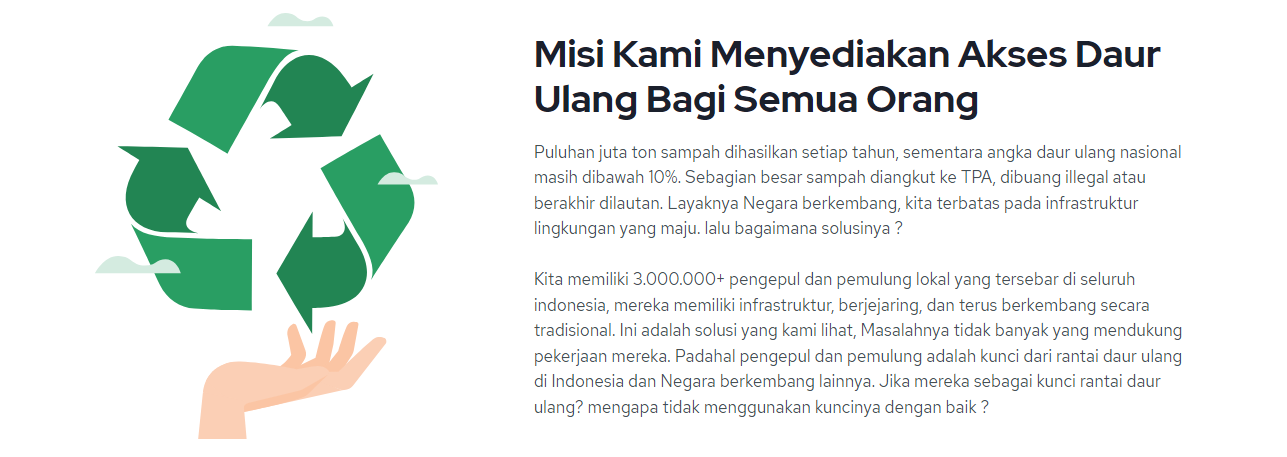 Misi Kami Menyediakan Akses Daur
Ulang Bagi Semua Orang
Puluhan juta ton sampah dihasilkan setiap tahun, sementara angka daur ulang nasional
masih dibawah 10%. Sebagian besar sampah diangkut ke TPA, dibuang illegal atau
berakhir dilautan. Layaknya Negara berkembang, kita terbatas pada infrastruktur
lingkungan yang maju. lalu bagaimana solusinya ?
Kita memiliki 3.000.000+ pengepul dan pemulung lokal yang tersebar di seluruh
indonesia, mereka memiliki infrastruktur, berjejaring, dan terus berkembang secara
tradisional. Ini adalah solusi yang kami lihat, Masalahnya tidak banyak yang mendukung
pekerjaan mereka. Padahal pengepul dan pemulung adalah kunci dari rantai daur ulang
di Indonesia dan Negara berkembang lainnya. Jika mereka sebagai kunci rantai daur
ulang? mengapa tidak menggunakan kuncinya dengan baik ?